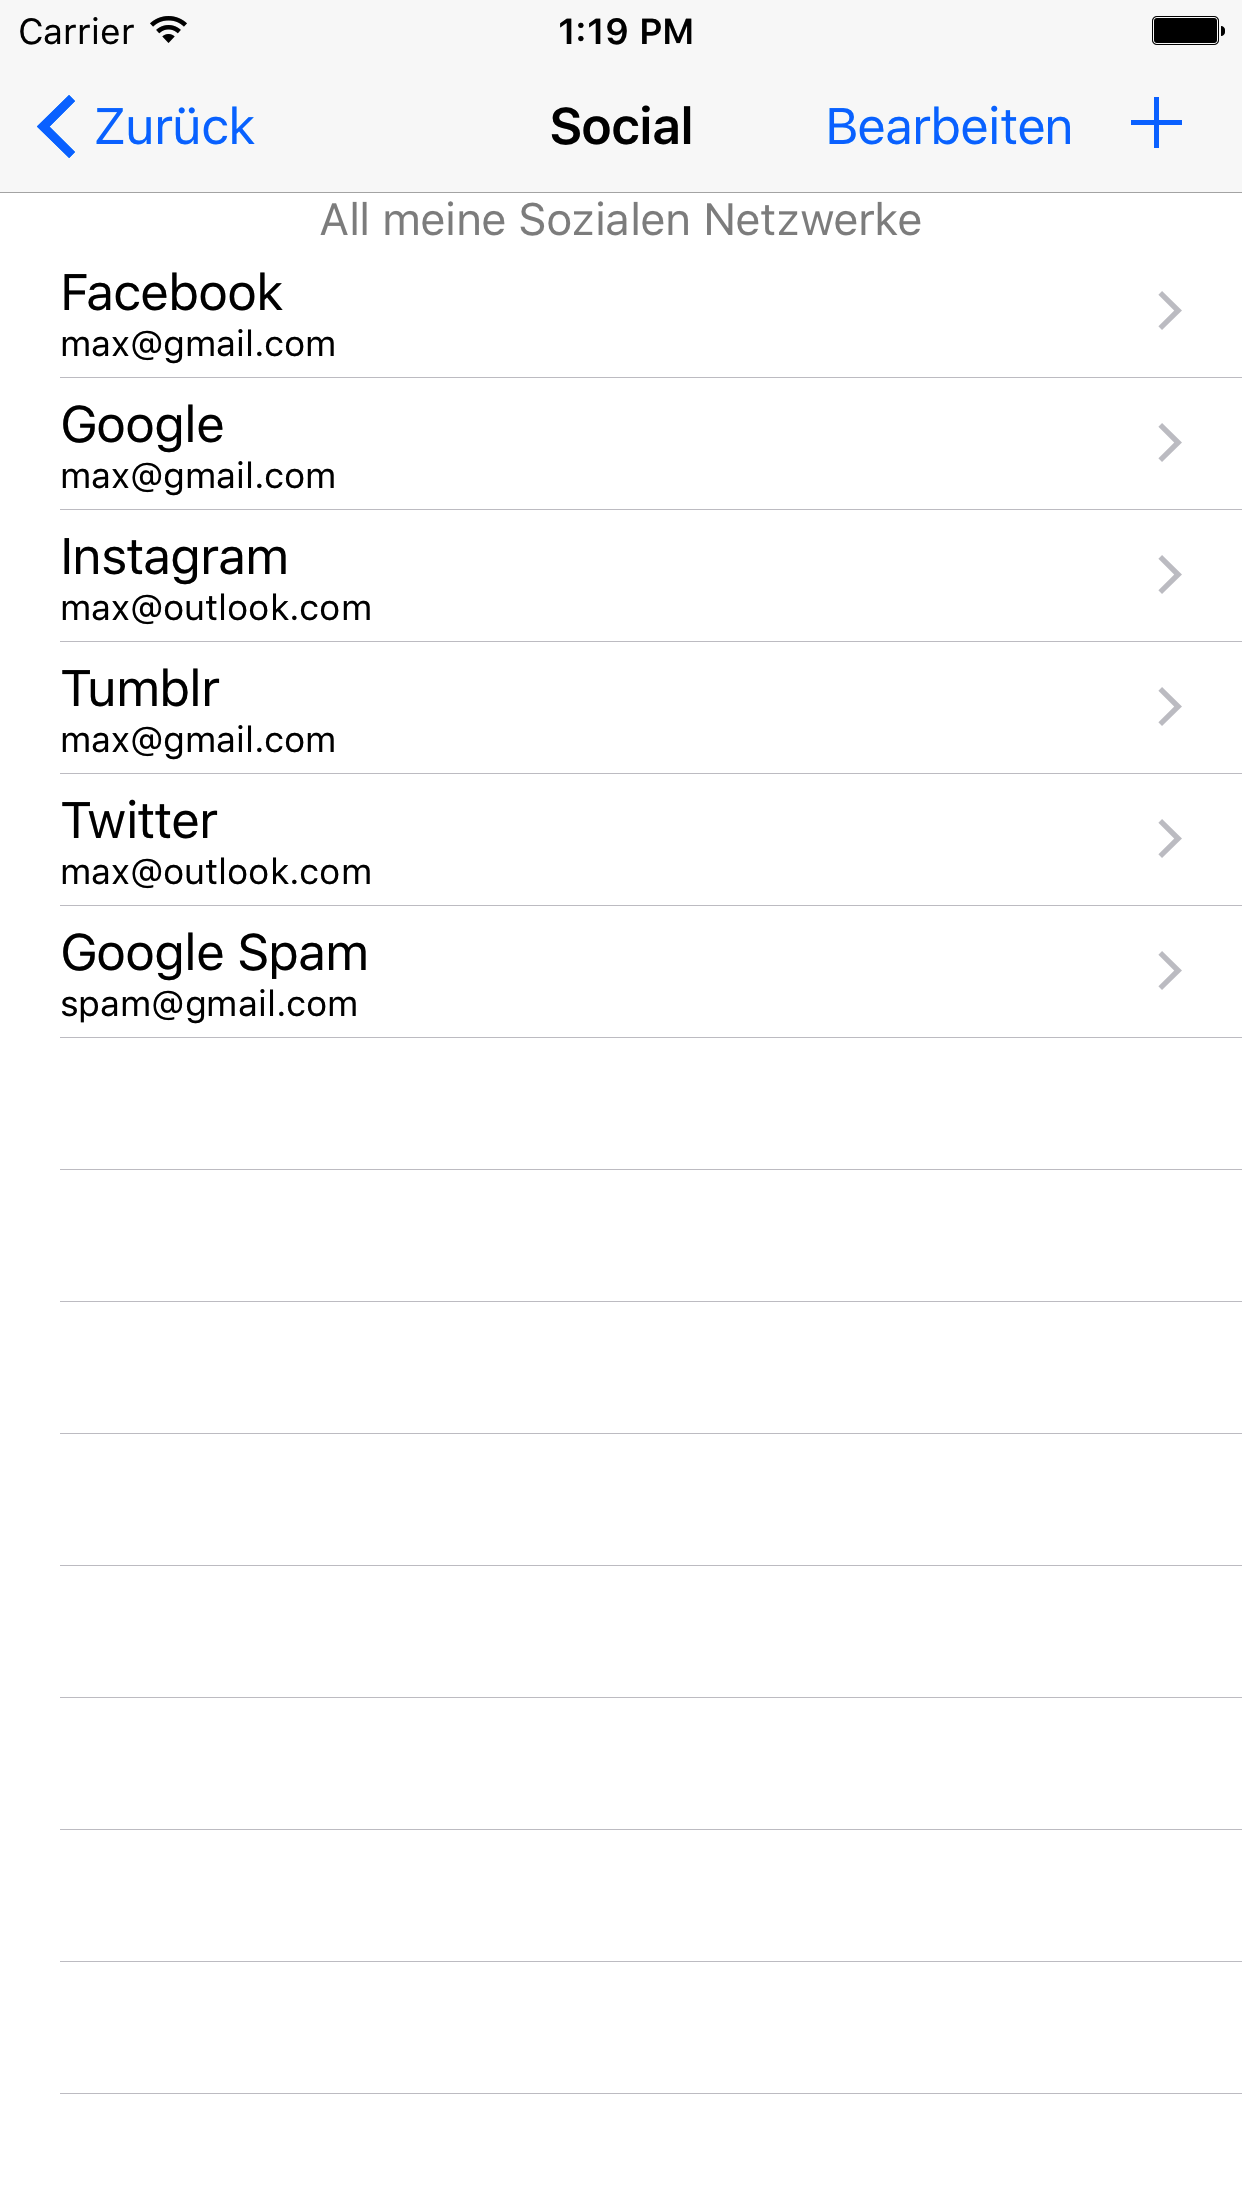 Carrier 1:19 PM
Zurück Social Bearbeiten
All meine Sozialen Netzwerke
Facebook
max@gmail.com
Google
max@gmail.com
Instagram
max@outlook.com
Tumblr
max@gmail.com
Twitter
max@outlook.com
Google Spam
spam@gmail.com